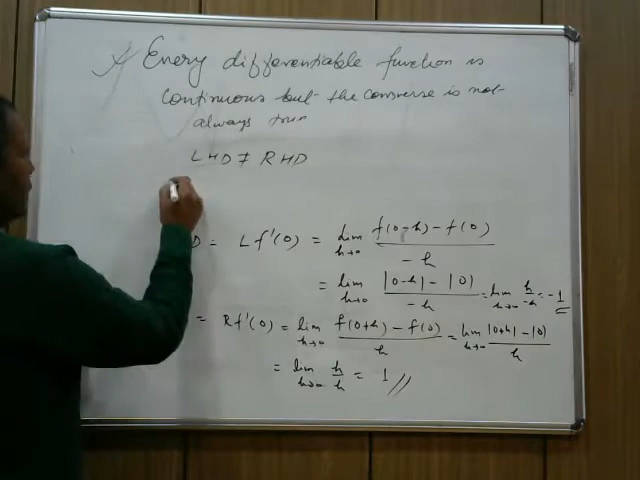 Every differentiable function is
continuous but the converse is not
always true
LHD ≠ RHD
D = Lf'(0) = lim h→0 f(0-h) - f(0) / -h
= lim h→0 |0-h| - |0| / -h = lim h→0 h/-h = -1
= Rf'(0) = lim h→0 f(0+h) - f(0) / h = lim h→0 |0+h| - |0| / h
= lim h→0 h/h = 1 //